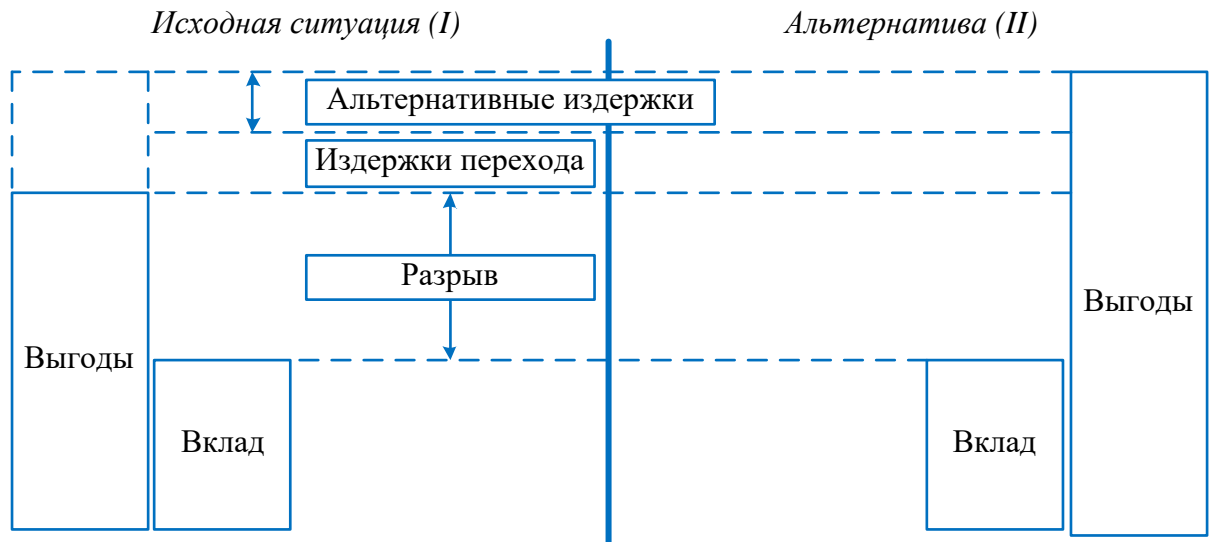 Исходная ситуация (I)
Альтернатива (II)
Альтернативные издержки
Издержки перехода
Разрыв
Выгоды
Вклад
Вклад
Выгоды